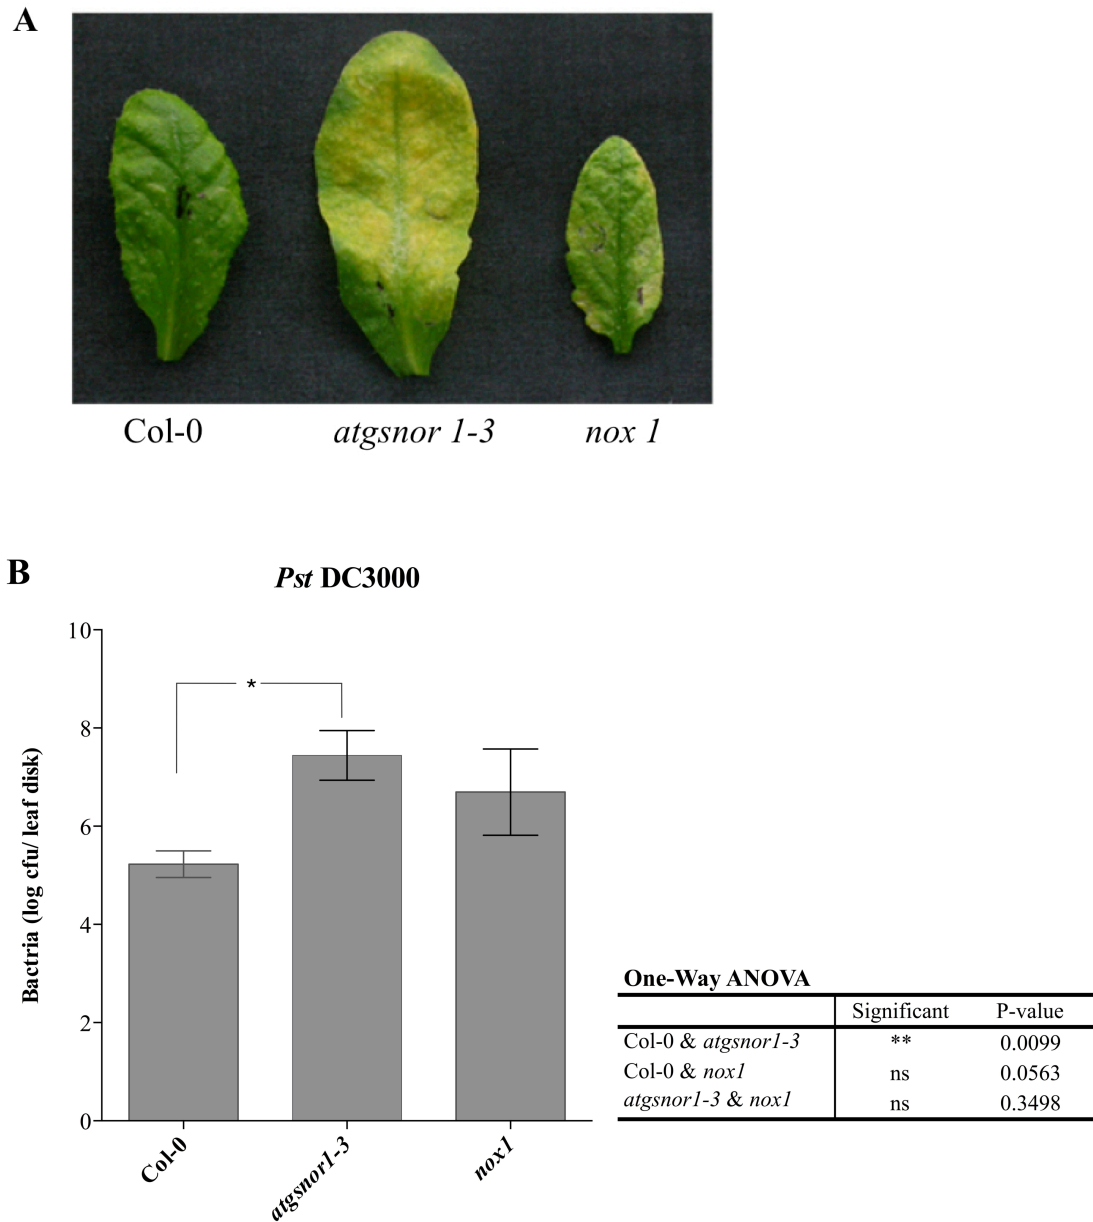 A
Col-0 atgsnor 1-3 nox 1
B
Pst DC3000
10
8
6
4
2
0
*
Bactria (log cfu/ leaf disk)
Col-0 atgsnor1-3 nox1
One-Way ANOVA
Significant P-value
Col-0 & atgsnor1-3 ** 0.0099
Col-0 & nox1 ns 0.0563
atgsnor1-3 & nox1 ns 0.3498